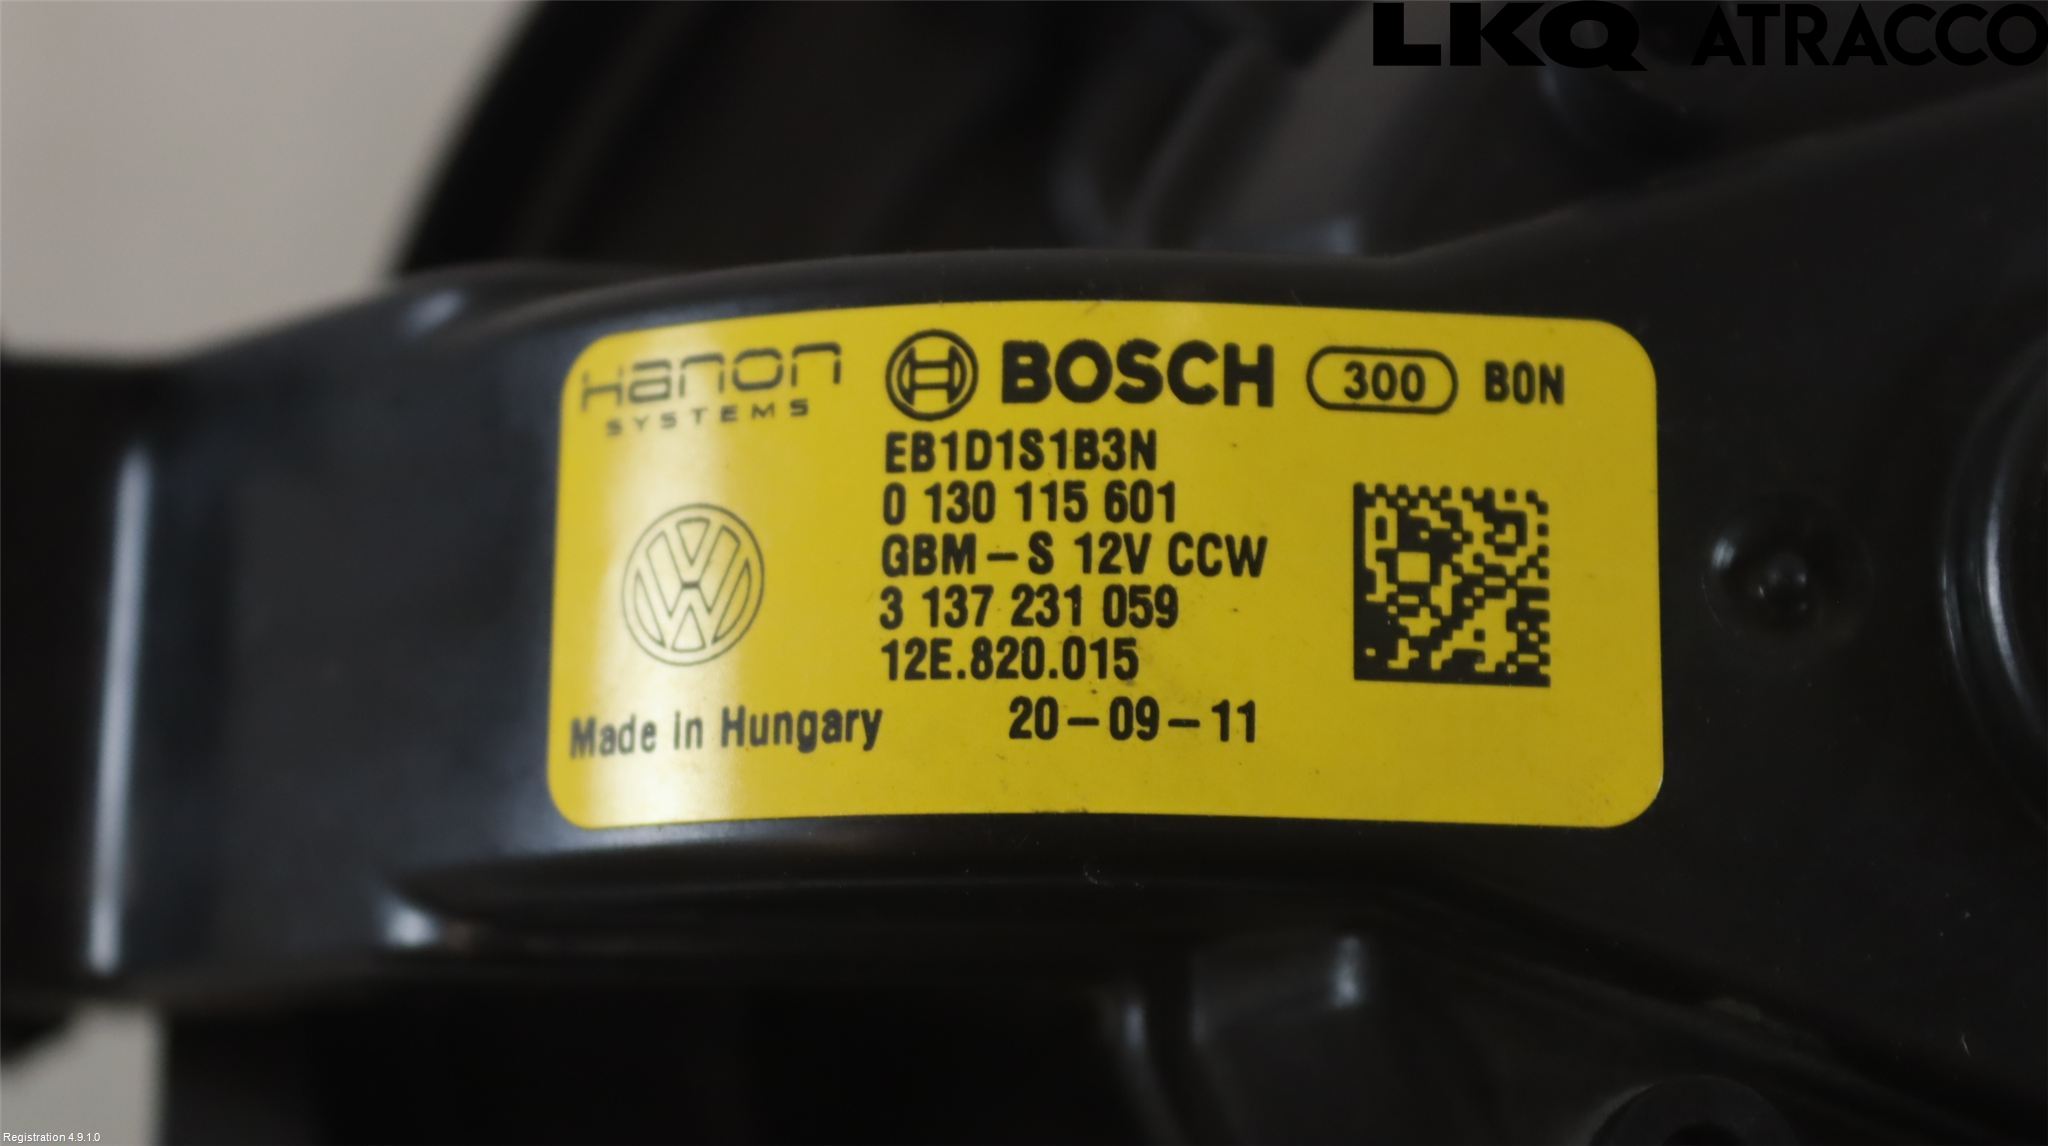 LKQ ATRACCO
Hanon SYSTEMS
BOSCH 300 B0N
EB1D1S1B3N
0 130 115 601
GBM-S 12V CCW
3 137 231 059
12E.820.015
Made in Hungary 20-09-11
Registration 4.9.1.0